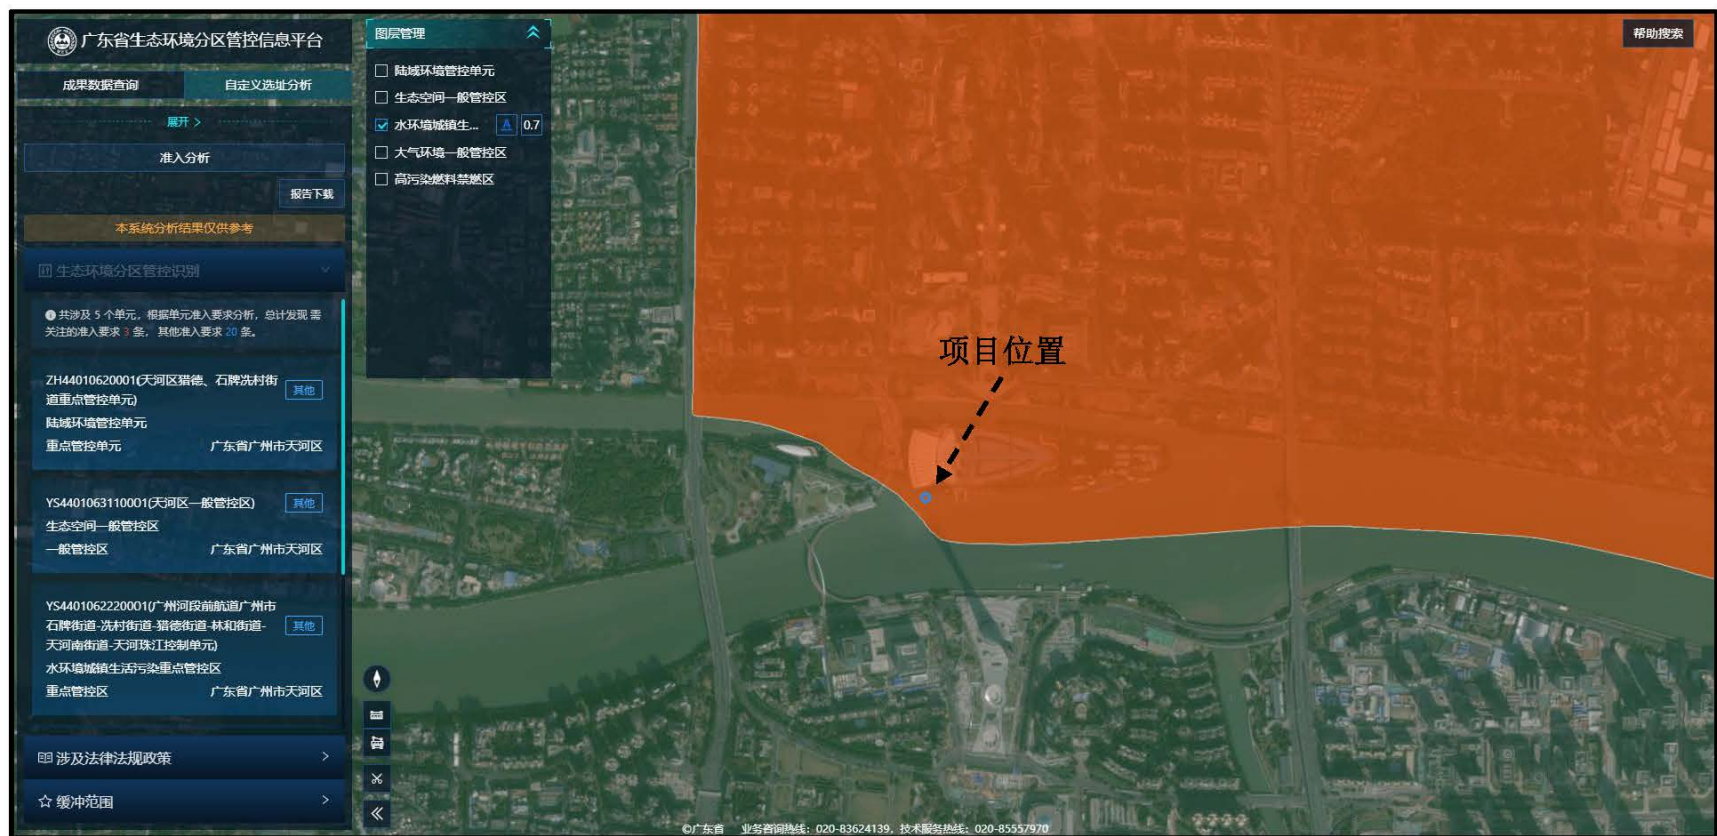 广东省生态环境分区管控信息平台
成果数据查询
自定义选址分析
展开 >
准入分析
报告下载
本系统分析结果仅供参考
生态环境分区管控识别
共涉及 5 个单元，根据单元准入要求分析，总计发现 需
关注的准入要求 3 条， 其他准入要求 20 条。
ZH44010620001(天河区猎德、石牌冼村街
道重点管控单元)
其他
陆域环境管控单元
重点管控单元
广东省广州市天河区
YS4401063110001(天河区一般管控区)
其他
生态空间一般管控区
一般管控区
广东省广州市天河区
YS4401062220001(广州河段前航道广州市
石牌街道-冼村街道-猎德街道-林和街道-
天河南街道-天河珠江控制单元)
其他
水环境城镇生活污染重点管控区
重点管控区
广东省广州市天河区
涉及法律法规政策
缓冲范围
图层管理
陆域环境管控单元
生态空间一般管控区
水环境城镇生... A 0.7
大气环境一般管控区
高污染燃料禁燃区
帮助搜索
项目位置
©广东省 业务咨询热线：020-83624139，技术服务热线：020-85557970